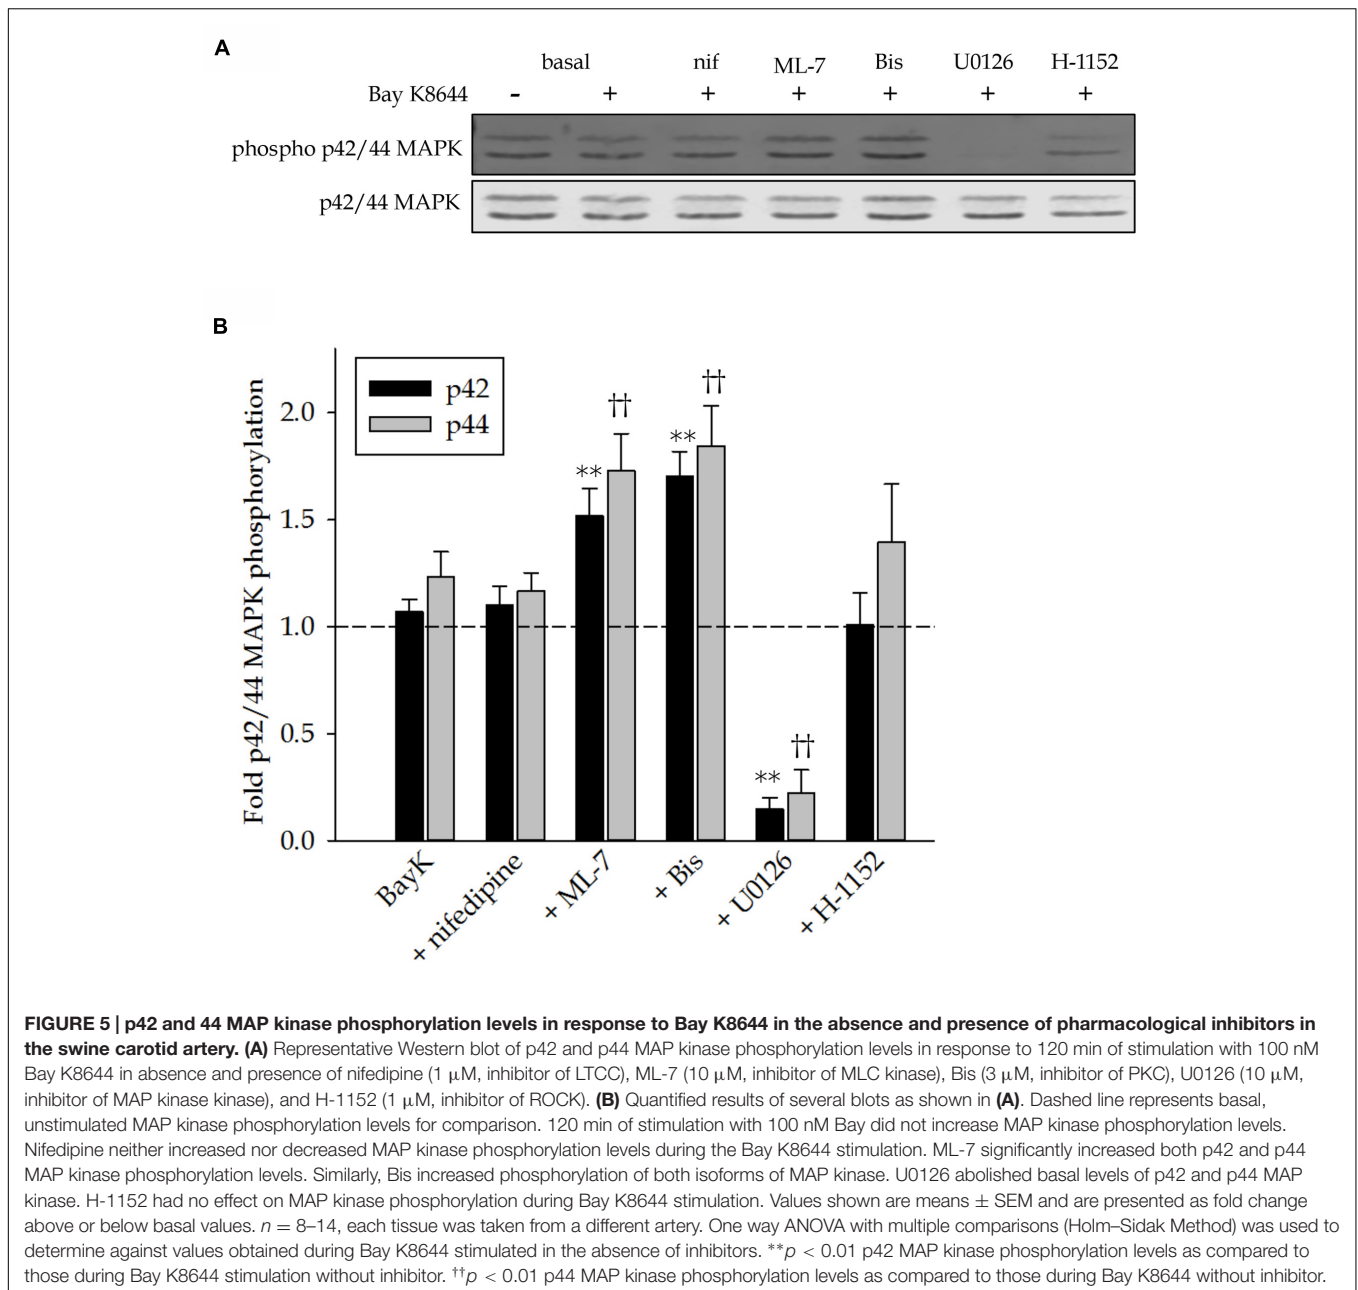 A
basal nif ML-7 Bis U0126 H-1152
Bay K8644 - + + + + + +
phospho p42/44 MAPK
p42/44 MAPK
B
p42
p44
Fold p42/44 MAPK phosphorylation
2.0
1.5
1.0
0.5
0.0
** †† ** †† ** ††
BayK
+ nifedipine
+ ML-7
+ Bis
+ U0126
+ H-1152
FIGURE 5 | p42 and 44 MAP kinase phosphorylation levels in response to Bay K8644 in the absence and presence of pharmacological inhibitors in
the swine carotid artery. (A) Representative Western blot of p42 and p44 MAP kinase phosphorylation levels in response to 120 min of stimulation with 100 nM
Bay K8644 in absence and presence of nifedipine (1 μM, inhibitor of LTCC), ML-7 (10 μM, inhibitor of MLC kinase), Bis (3 μM, inhibitor of PKC), U0126 (10 μM,
inhibitor of MAP kinase kinase), and H-1152 (1 μM, inhibitor of ROCK). (B) Quantified results of several blots as shown in (A). Dashed line represents basal,
unstimulated MAP kinase phosphorylation levels for comparison. 120 min of stimulation with 100 nM Bay did not increase MAP kinase phosphorylation levels.
Nifedipine neither increased nor decreased MAP kinase phosphorylation levels during the Bay K8644 stimulation. ML-7 significantly increased both p42 and p44
MAP kinase phosphorylation levels. Similarly, Bis increased phosphorylation of both isoforms of MAP kinase. U0126 abolished basal levels of p42 and p44 MAP
kinase. H-1152 had no effect on MAP kinase phosphorylation during Bay K8644 stimulation. Values shown are means ± SEM and are presented as fold change
above or below basal values. n = 8–14, each tissue was taken from a different artery. One way ANOVA with multiple comparisons (Holm–Sidak Method) was used to
determine against values obtained during Bay K8644 stimulated in the absence of inhibitors. **p < 0.01 p42 MAP kinase phosphorylation levels as compared to
those during Bay K8644 stimulation without inhibitor. ††p < 0.01 p44 MAP kinase phosphorylation levels as compared to those during Bay K8644 without inhibitor.